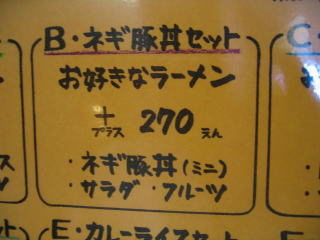 B・ネギ豚丼セット
お好きなラーメン
＋
プラス 270 えん
・ネギ豚丼(ミニ)
・サラダ・フルーツ
E・カレーライスセット
C・